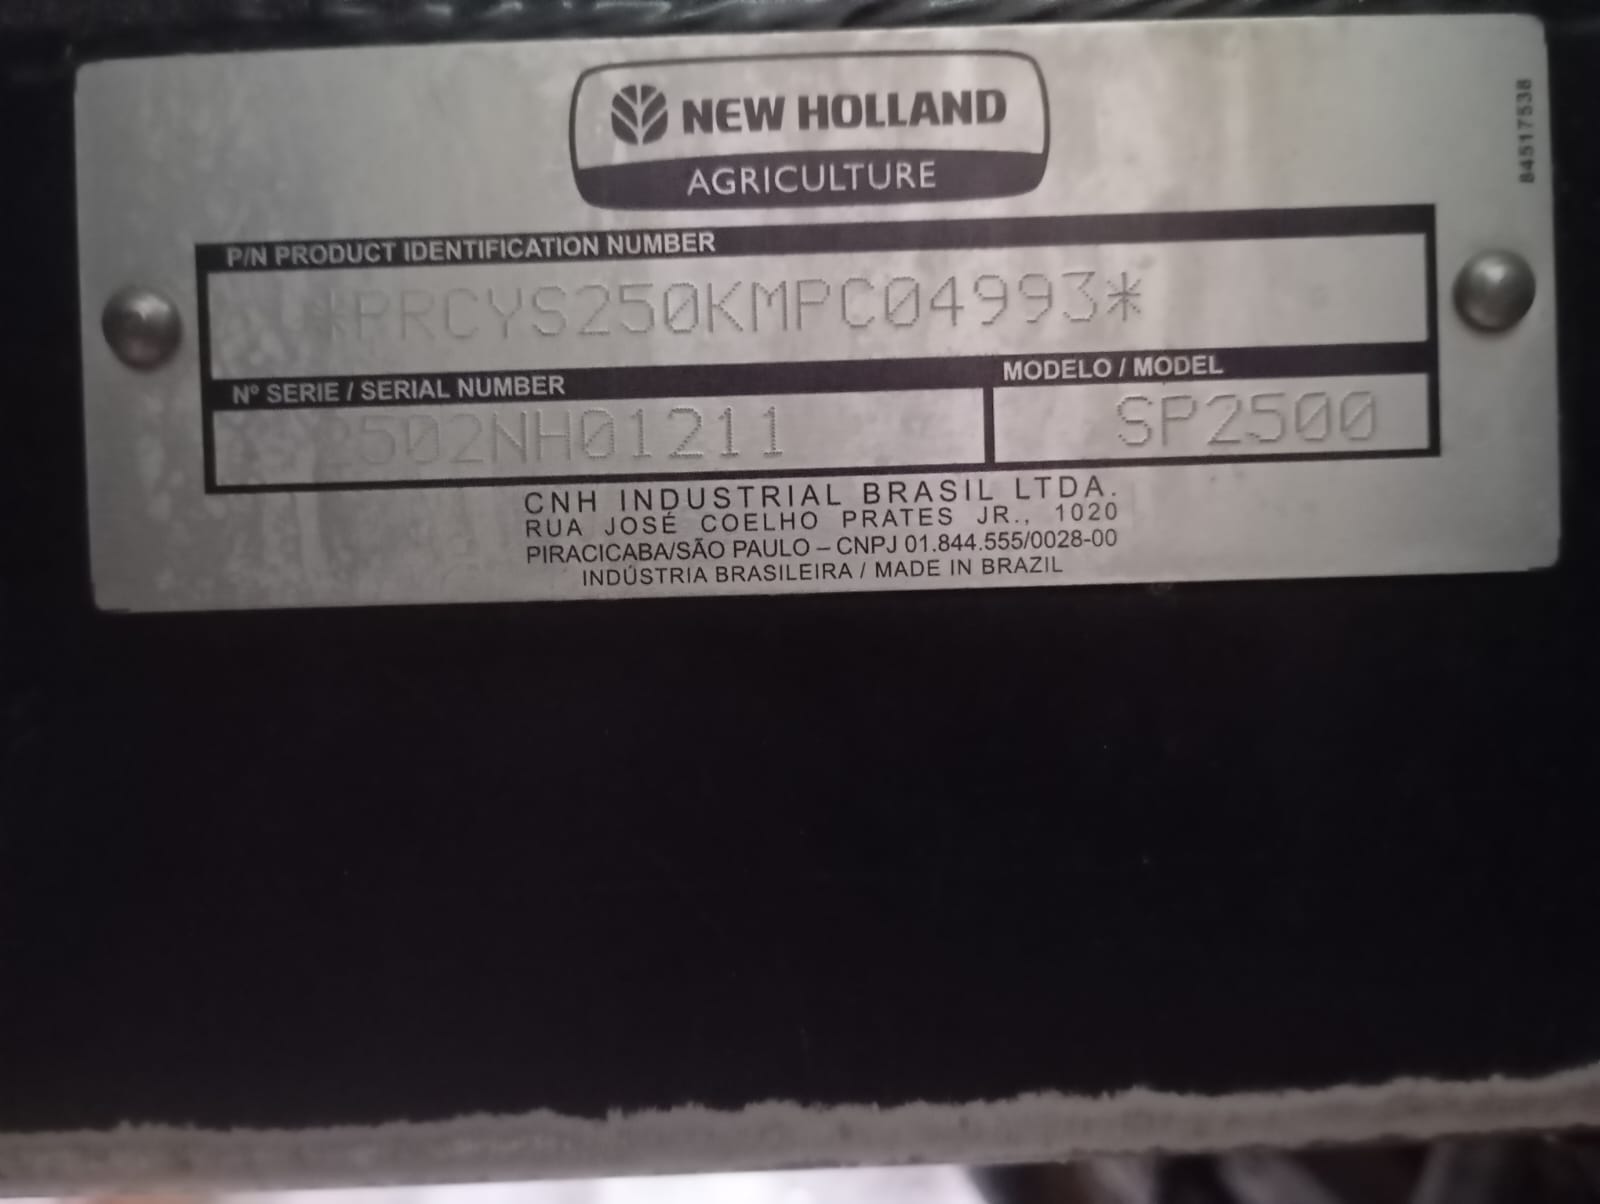 NEW HOLLAND
AGRICULTURE
84517538
P/N PRODUCT IDENTIFICATION NUMBER
*PRCYS250KMPC04993*
Nº SERIE / SERIAL NUMBER
2502NH01211
MODELO / MODEL
SP2500
CNH INDUSTRIAL BRASIL LTDA.
RUA JOSÉ COELHO PRATES JR., 1020
PIRACICABA/SÃO PAULO – CNPJ 01.844.555/0028-00
INDÚSTRIA BRASILEIRA / MADE IN BRAZIL